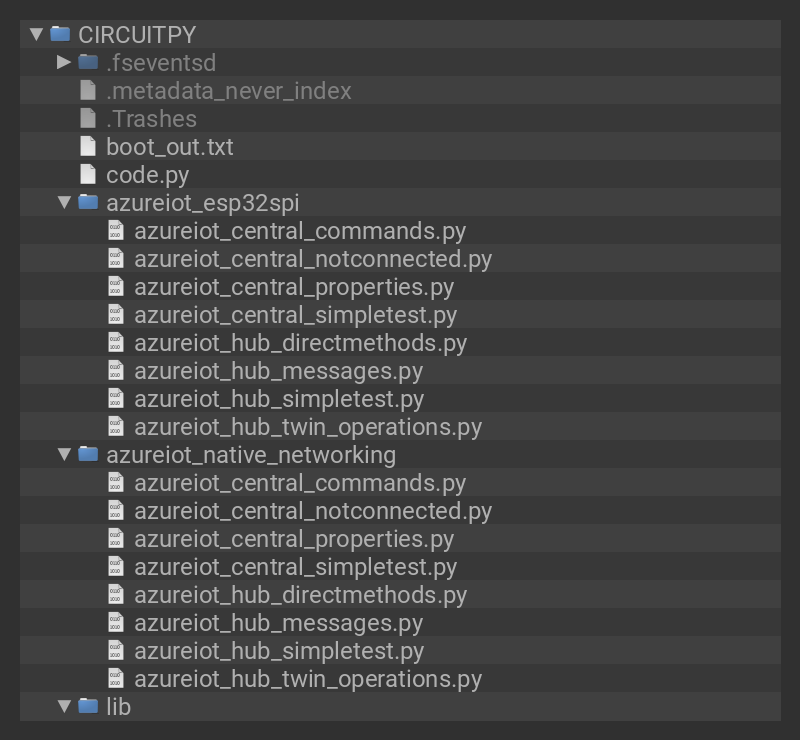 CIRCUITPY
.fseventsd
.metadata_never_index
.Trashes
boot_out.txt
code.py
azureiot_esp32spi
azureiot_central_commands.py
azureiot_central_notconnected.py
azureiot_central_properties.py
azureiot_central_simpletest.py
azureiot_hub_directmethods.py
azureiot_hub_messages.py
azureiot_hub_simpletest.py
azureiot_hub_twin_operations.py
azureiot_native_networking
azureiot_central_commands.py
azureiot_central_notconnected.py
azureiot_central_properties.py
azureiot_central_simpletest.py
azureiot_hub_directmethods.py
azureiot_hub_messages.py
azureiot_hub_simpletest.py
azureiot_hub_twin_operations.py
lib